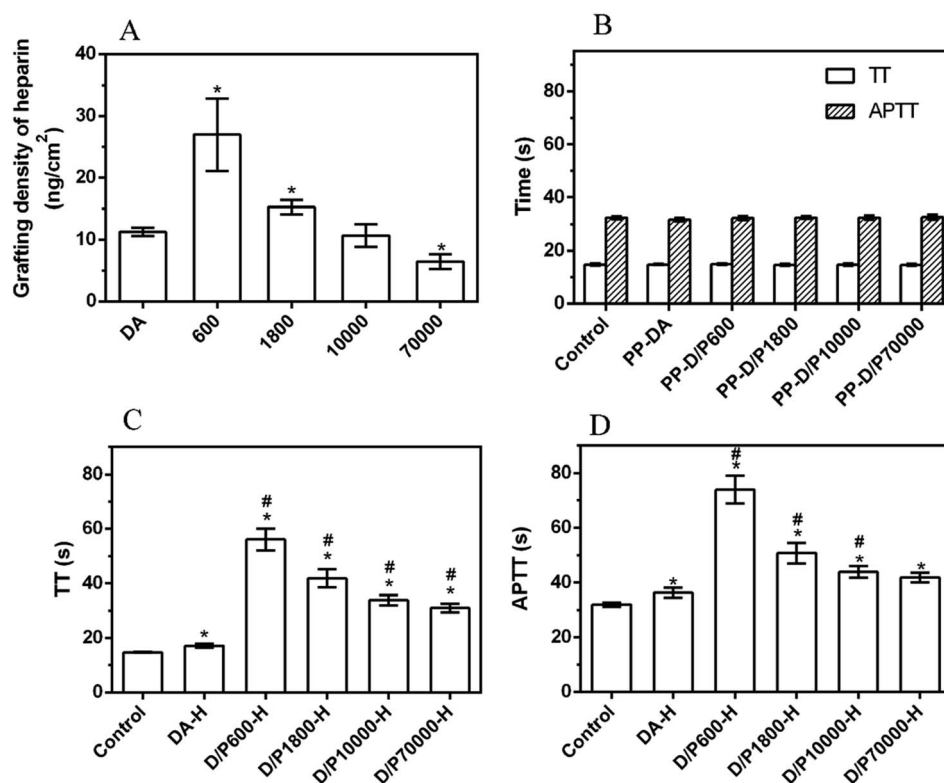 A
Grafting density of heparin
(ng/cm²)
40
30
20
10
0
*
*
*
DA
600
1800
10000
70000
B
Time (s)
80
60
40
20
0
TT
APTT
Control
PP-DA
PP-D/P600
PP-D/P1800
PP-D/P10000
PP-D/P70000
C
TT (s)
80
60
40
20
0
*
#
*
#
*
#
*
#
*
Control
DA-H
D/P600-H
D/P1800-H
D/P10000-H
D/P70000-H
D
APTT (s)
80
60
40
20
0
*
#
*
#
*
#
*
*
Control
DA-H
D/P600-H
D/P1800-H
D/P10000-H
D/P70000-H